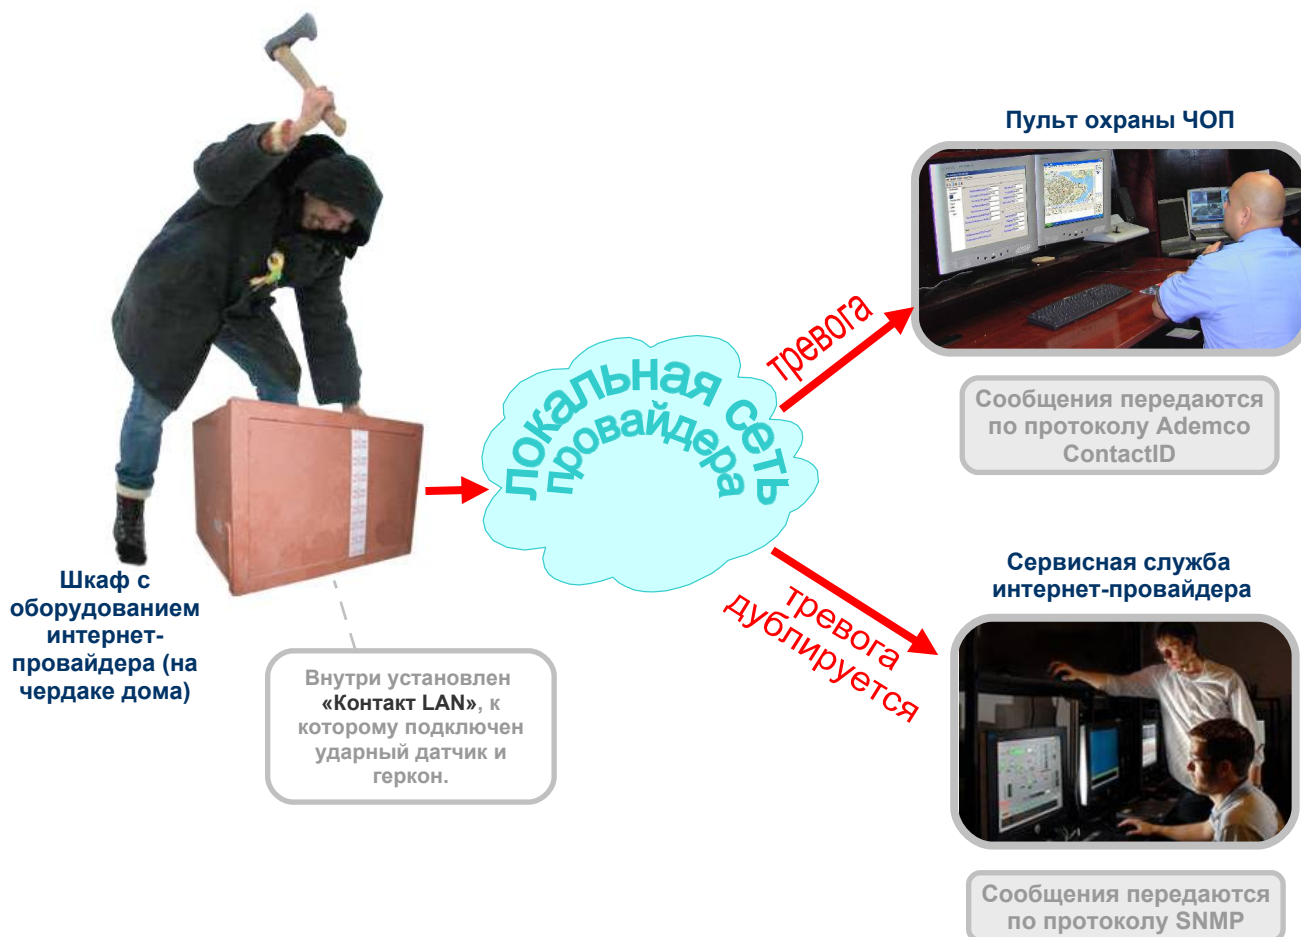 Пульт охраны ЧОП
тревога
Сообщения передаются
по протоколу Ademco
ContactID
локальная сеть
провайдера
Шкаф с
оборудованием
интернет-
провайдера (на
чердаке дома)
Внутри установлен
«Контакт LAN», к
которому подключен
ударный датчик и
геркон.
тревога
дублируется
Сервисная служба
интернет-провайдера
Сообщения передаются
по протоколу SNMP